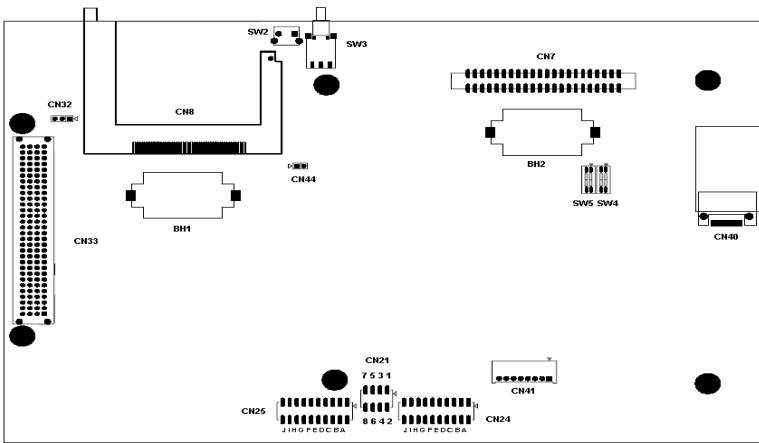 SW2
SW3
CN7
CN32
CN8
BH2
CN44
SW5 SW4
BH1
CN40
CN33
CN21
7 5 3 1
CN41
CN25
CN24
8 6 4 2
J I H G F E D C B A
J I H G F E D C B A